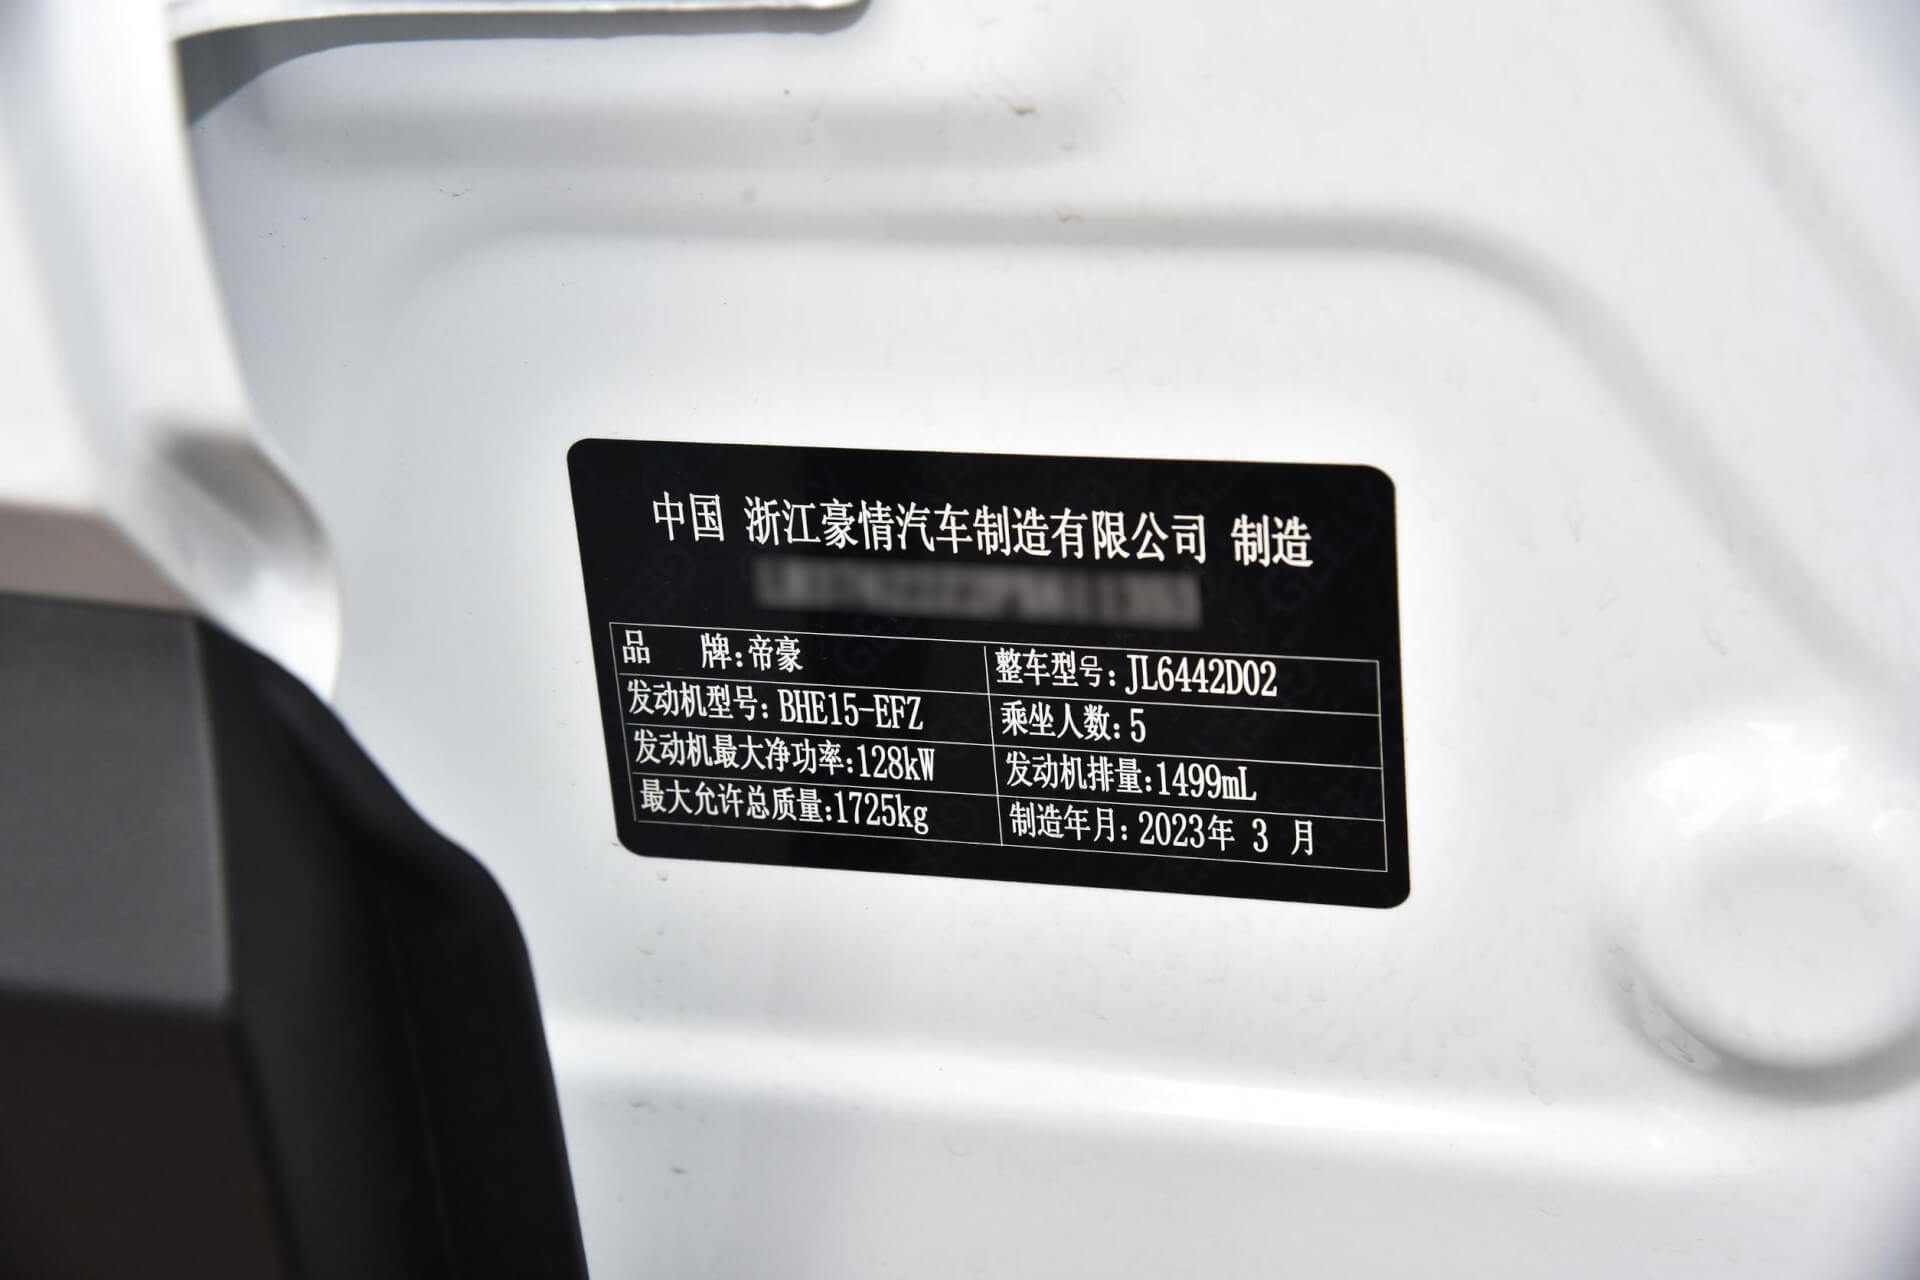 中国 浙江豪情汽车制造有限公司 制造
品 牌:帝豪 整车型号:JL6442D02
发动机型号:BHE15-EFZ 乘坐人数:5
发动机最大净功率:128kW 发动机排量:1499mL
最大允许总质量:1725kg 制造年月:2023年 3 月